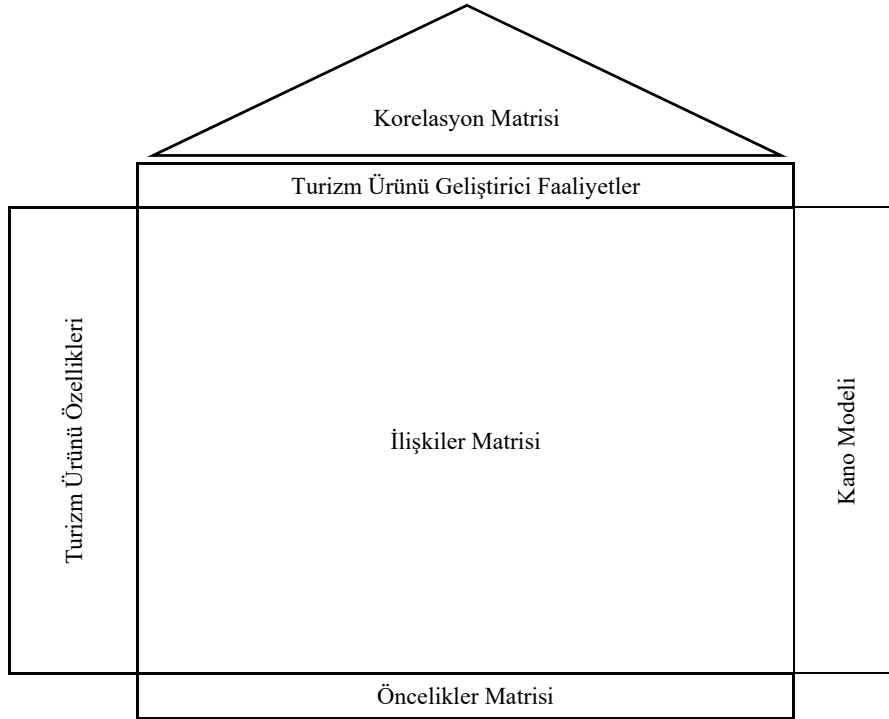 Korelasyon Matrisi
Turizm Ürünü Geliştirici Faaliyetler
Turizm Ürünü Özellikleri
İlişkiler Matrisi
Kano Modeli
Öncelikler Matrisi